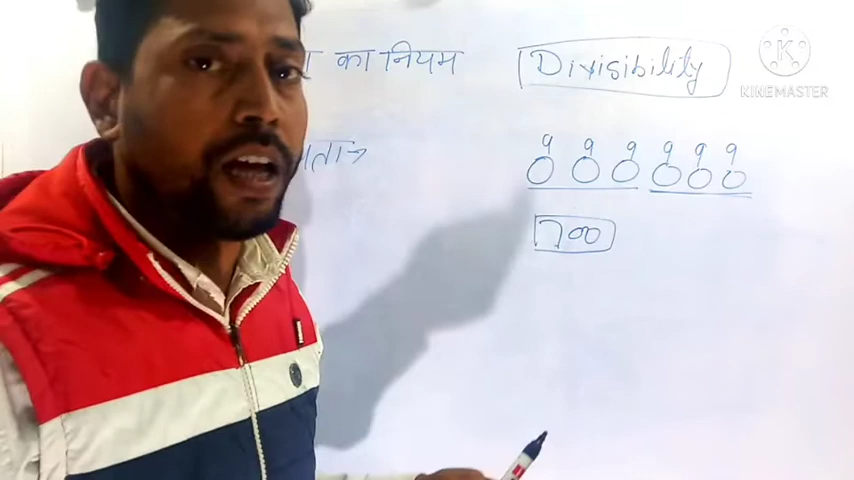 का नियम
Divisibility
K
KINEMASTER
9 9 9 9 9 9
0 0 0 0 0 0
700